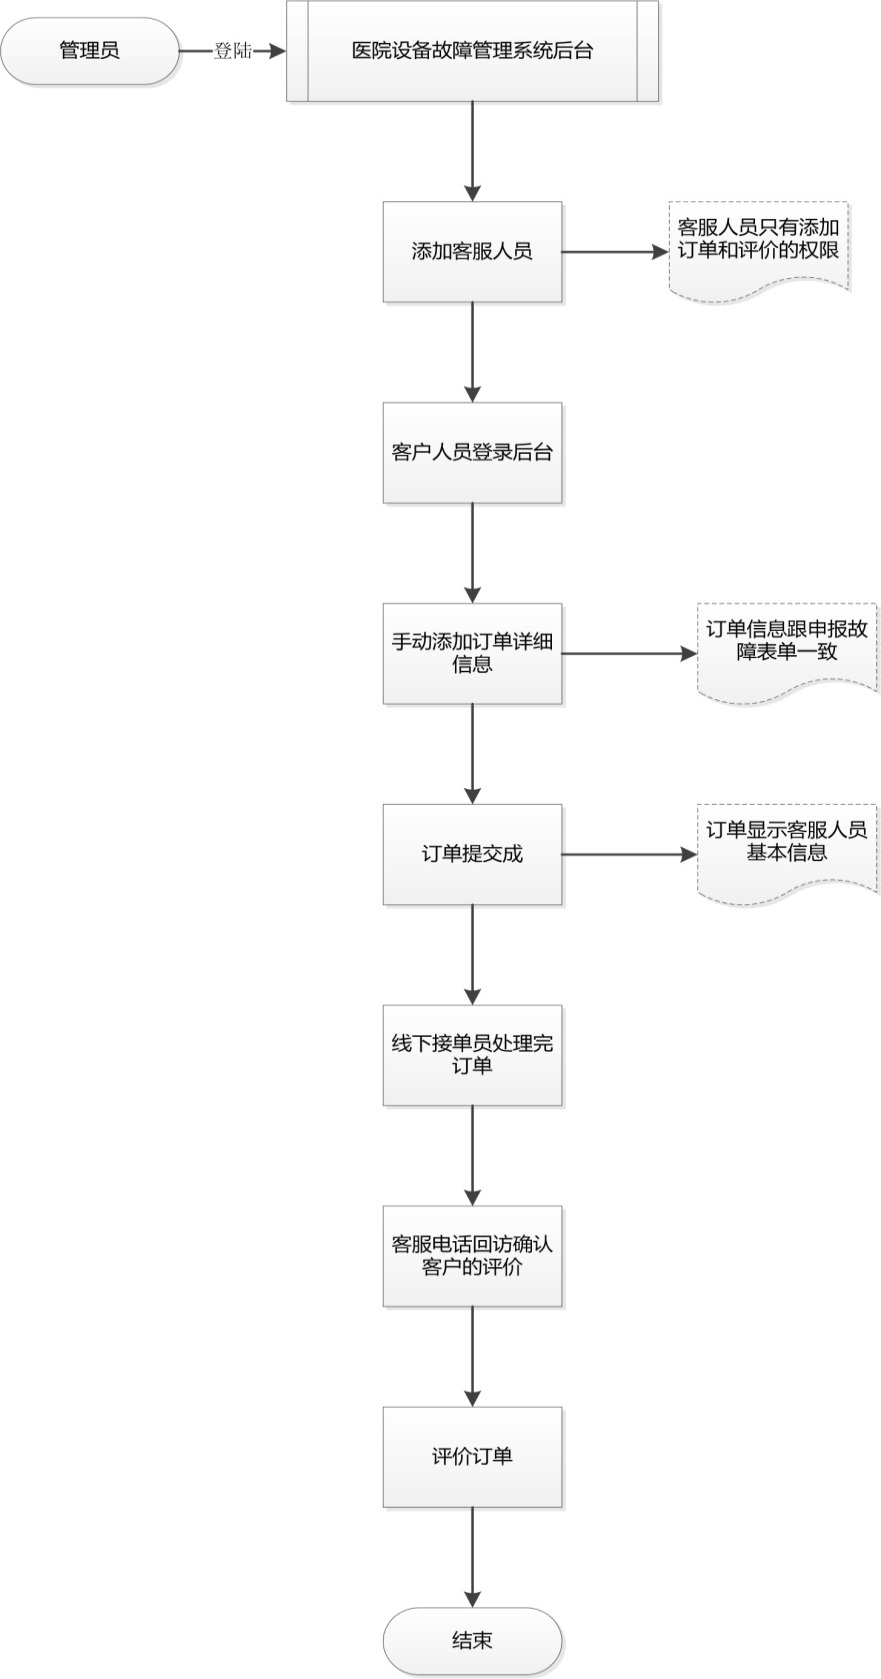 管理员
登陆
医院设备故障管理系统后台
添加客服人员
客服人员只有添加
订单和评价的权限
客户人员登录后台
手动添加订单详细
信息
订单信息跟申报故
障表单一致
订单提交成
订单显示客服人员
基本信息
线下接单员处理完
订单
客服电话回访确认
客户的评价
评价订单
结束